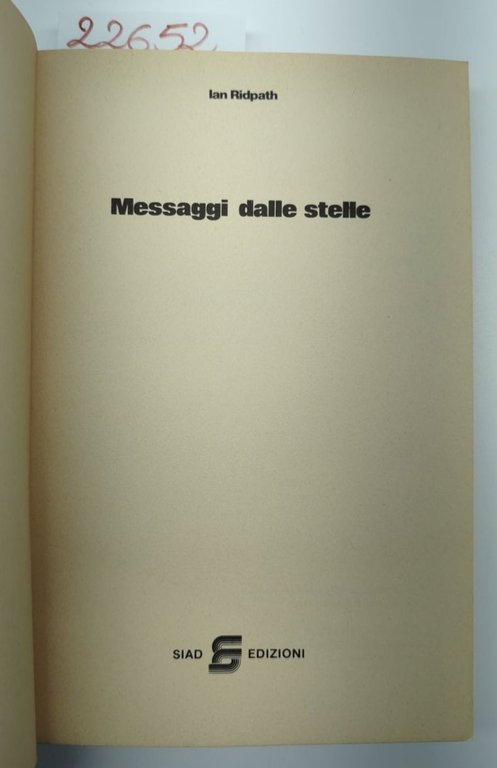 22652
Ian Ridpath
Messaggi dalle stelle
SIAD EDIZIONI